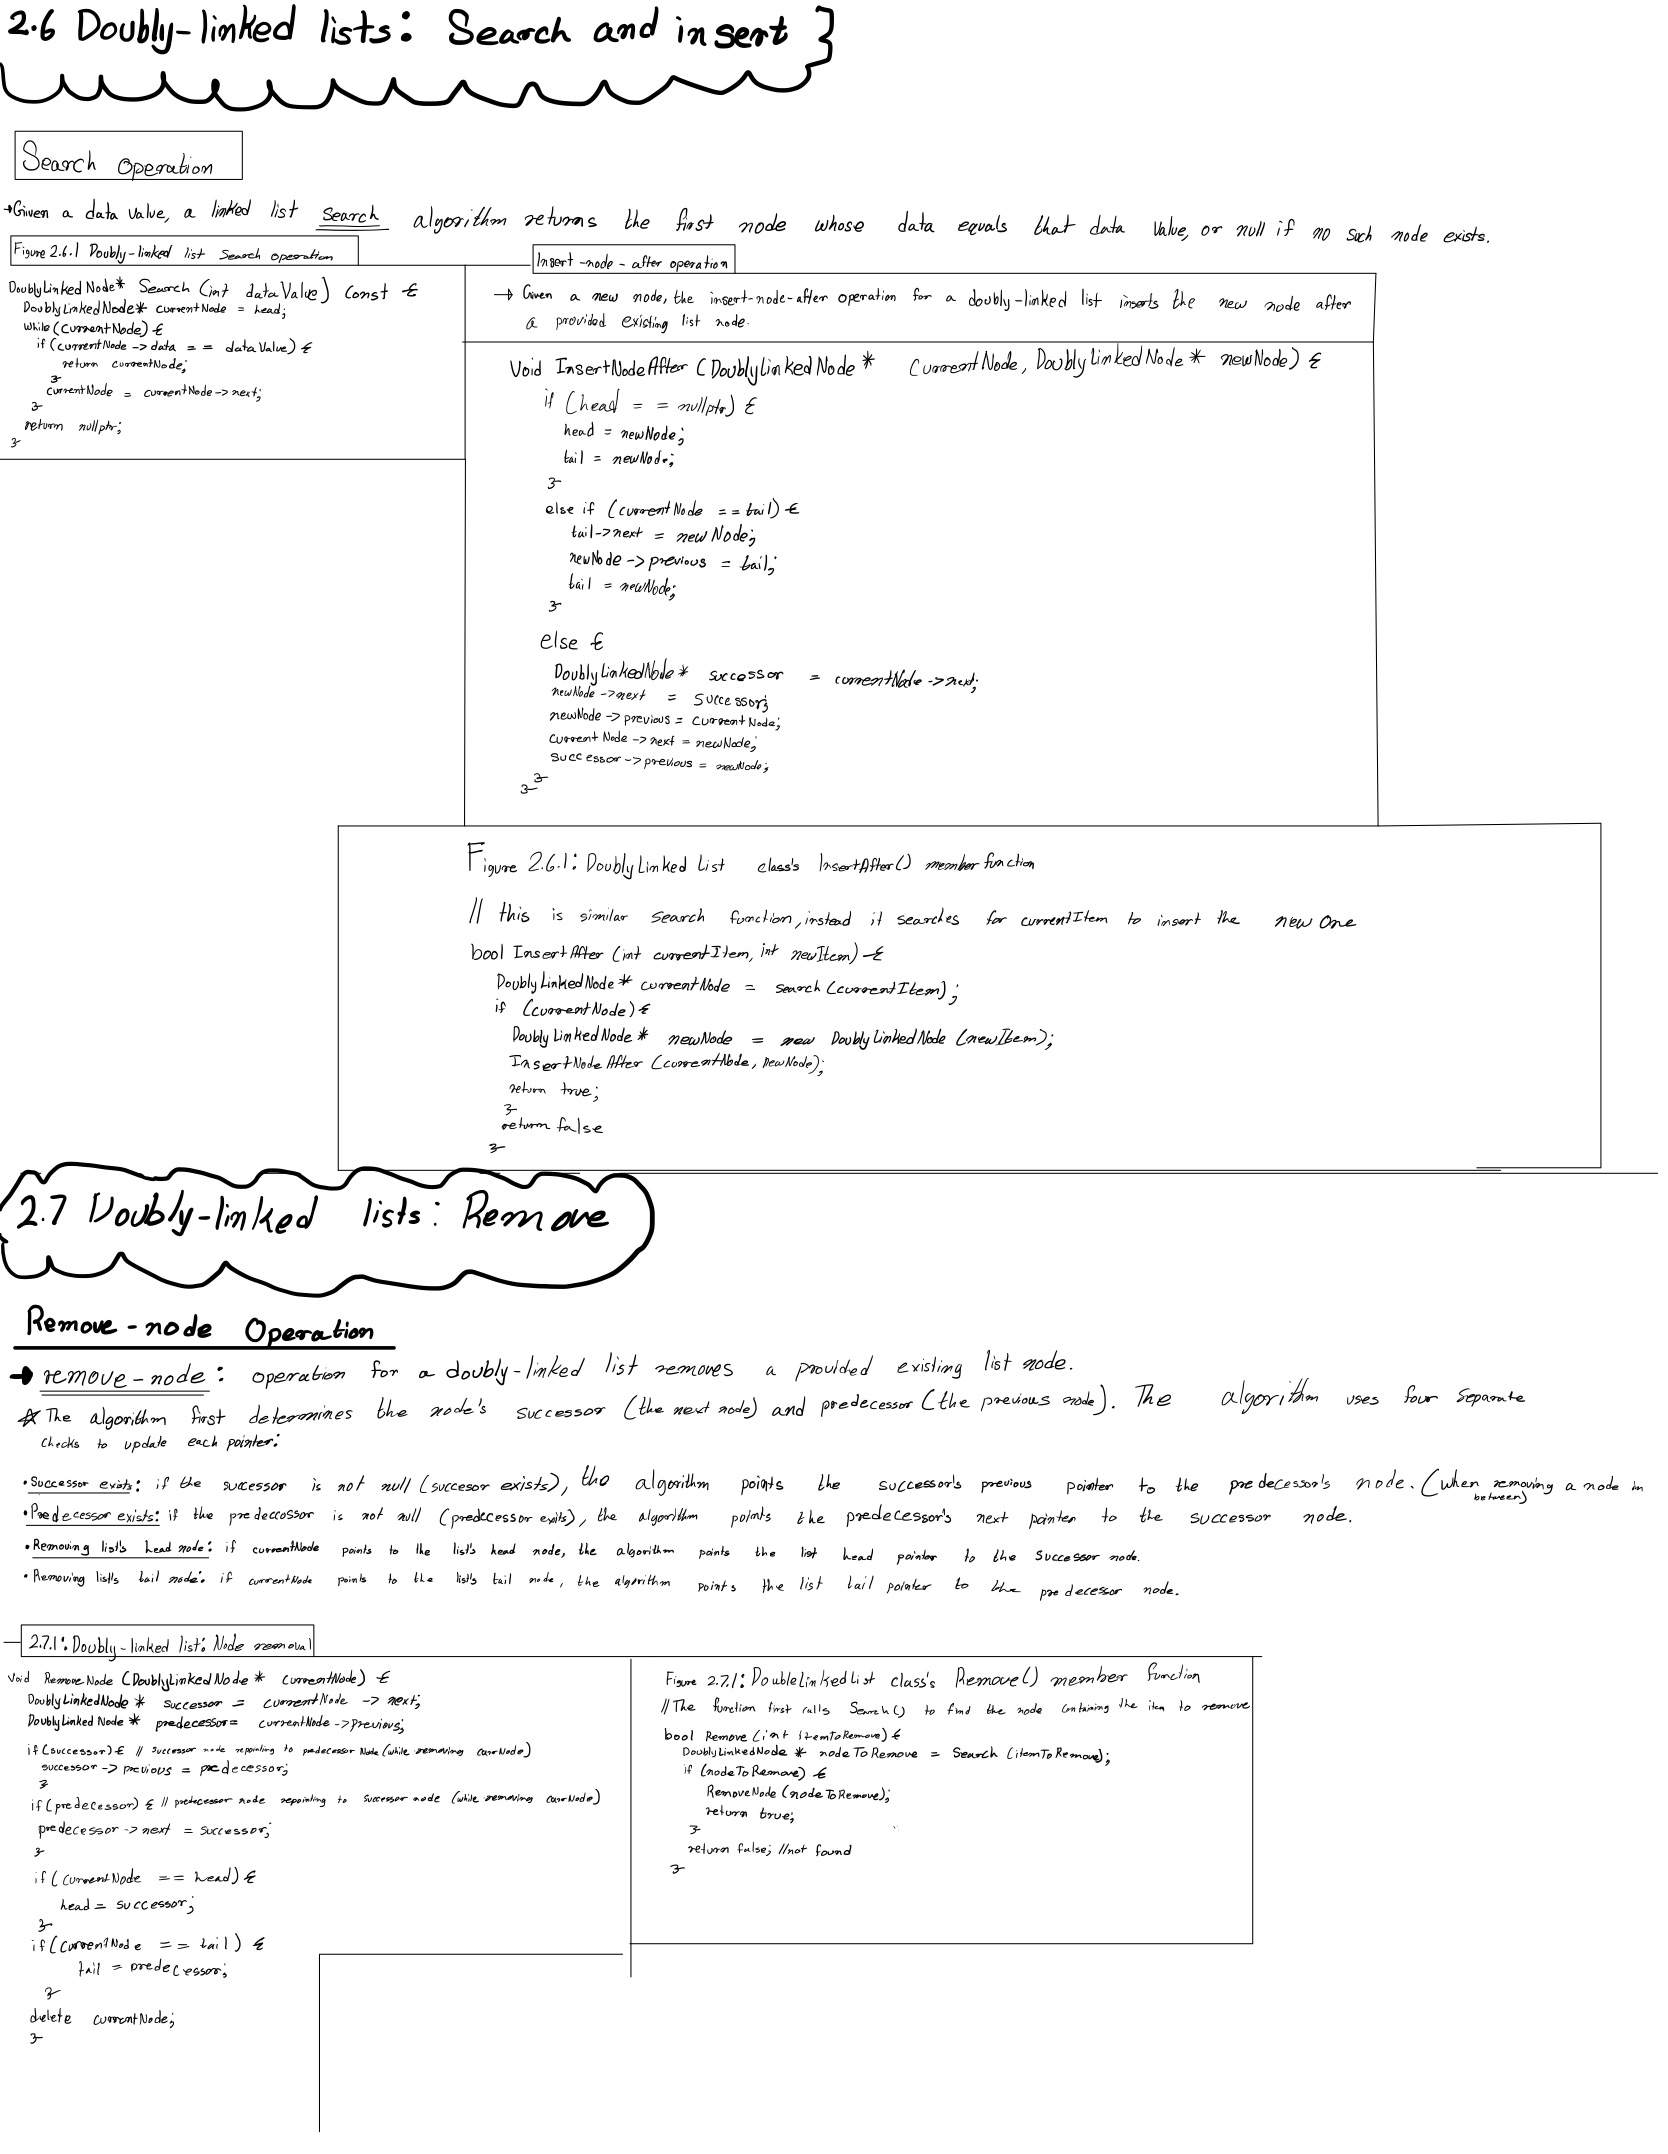 2.6 Doubly-linked lists: Search and insert }
Search Operation
→Given a data value, a linked list search algorithm returns the first node whose data equals that data value, or null if no such node exists.
Figure 2.6.1 Doubly-linked list Search operation
DoublyLinkedNode* Search (int dataValue) const {
DoublyLinkedNode* currentNode = head;
while (currentNode) {
if (currentNode -> data == dataValue) {
return currentNode;
}
currentNode = currentNode->next;
}
return nullptr;
}
Insert-node-after operation
→ Given a new node, the insert-node-after operation for a doubly-linked list inserts the new node after
a provided existing list node.
Void InsertNodeAfter (DoublyLinkedNode* currentNode, DoublyLinkedNode* newNode) {
if (head == nullptr) {
head = newNode;
tail = newNode;
}
else if (currentNode == tail) {
tail->next = newNode;
newNode->previous = tail;
tail = newNode;
}
else {
DoublyLinkedNode* successor = currentNode->next;
newNode->next = successor;
newNode->previous = currentNode;
currentNode->next = newNode;
successor->previous = newNode;
}
}
Figure 2.6.1: DoublyLinked List class's InsertAfter() member function
// this is similar search function, instead it searches for currentItem to insert the new one
bool InsertAfter (int currentItem, int newItem) {
DoublyLinkedNode* currentNode = search (currentItem);
if (currentNode) {
DoublyLinkedNode* newNode = new DoublyLinkedNode (newItem);
InsertNodeAfter (currentNode, newNode);
return true;
}
return false
}
2.7 Doubly-linked lists: Remove
Remove-node Operation
→ remove-node: operation for a doubly-linked list removes a provided existing list node.
☆ The algorithm first determines the node's successor (the next node) and predecessor (the previous node). The algorithm uses four separate
checks to update each pointer:
• Successor exists: if the successor is not null (succesor exists), the algorithm points the successor's previous pointer to the predecessor's node. (when removing a node in
between)
• Predecessor exists: if the predeccossor is not null (predecessor exits), the algorithm points the predecessor's next pointer to the successor node.
• Removing list's head node: if currentNode points to the list's head node, the algorithm points the list head pointer to the successor node.
• Removing list's tail node: if currentNode points to the list's tail node, the algorithm points the list tail pointer to the predecessor node.
2.7.1: Doubly-linked list: Node removal
Void RemoveNode (DoublyLinkedNode* currentNode) {
DoublyLinkedNode* successor = currentNode -> next;
DoublyLinkedNode* predecessor = currentNode ->previous;
if (successor) { // successor node repointing to predecessor Node (while removing currNode)
successor -> previous = predecessor;
}
if (predecessor) { // predecessor node repointing to successor node (while removing currNode)
predecessor -> next = successor;
}
if (currentNode == head) {
head = successor;
}
if (currentNode == tail) {
tail = predecessor;
}
delete currentNode;
}
Figure 2.7.1: DoubleLinkedList class's Remove() member function
// The function first calls Search() to find the node containing the item to remove
bool Remove (int itemToRemove) {
DoublyLinkedNode* nodeToRemove = Search (itemToRemove);
if (nodeToRemove) {
RemoveNode (nodeToRemove);
return true;
}
return false; //not found
}